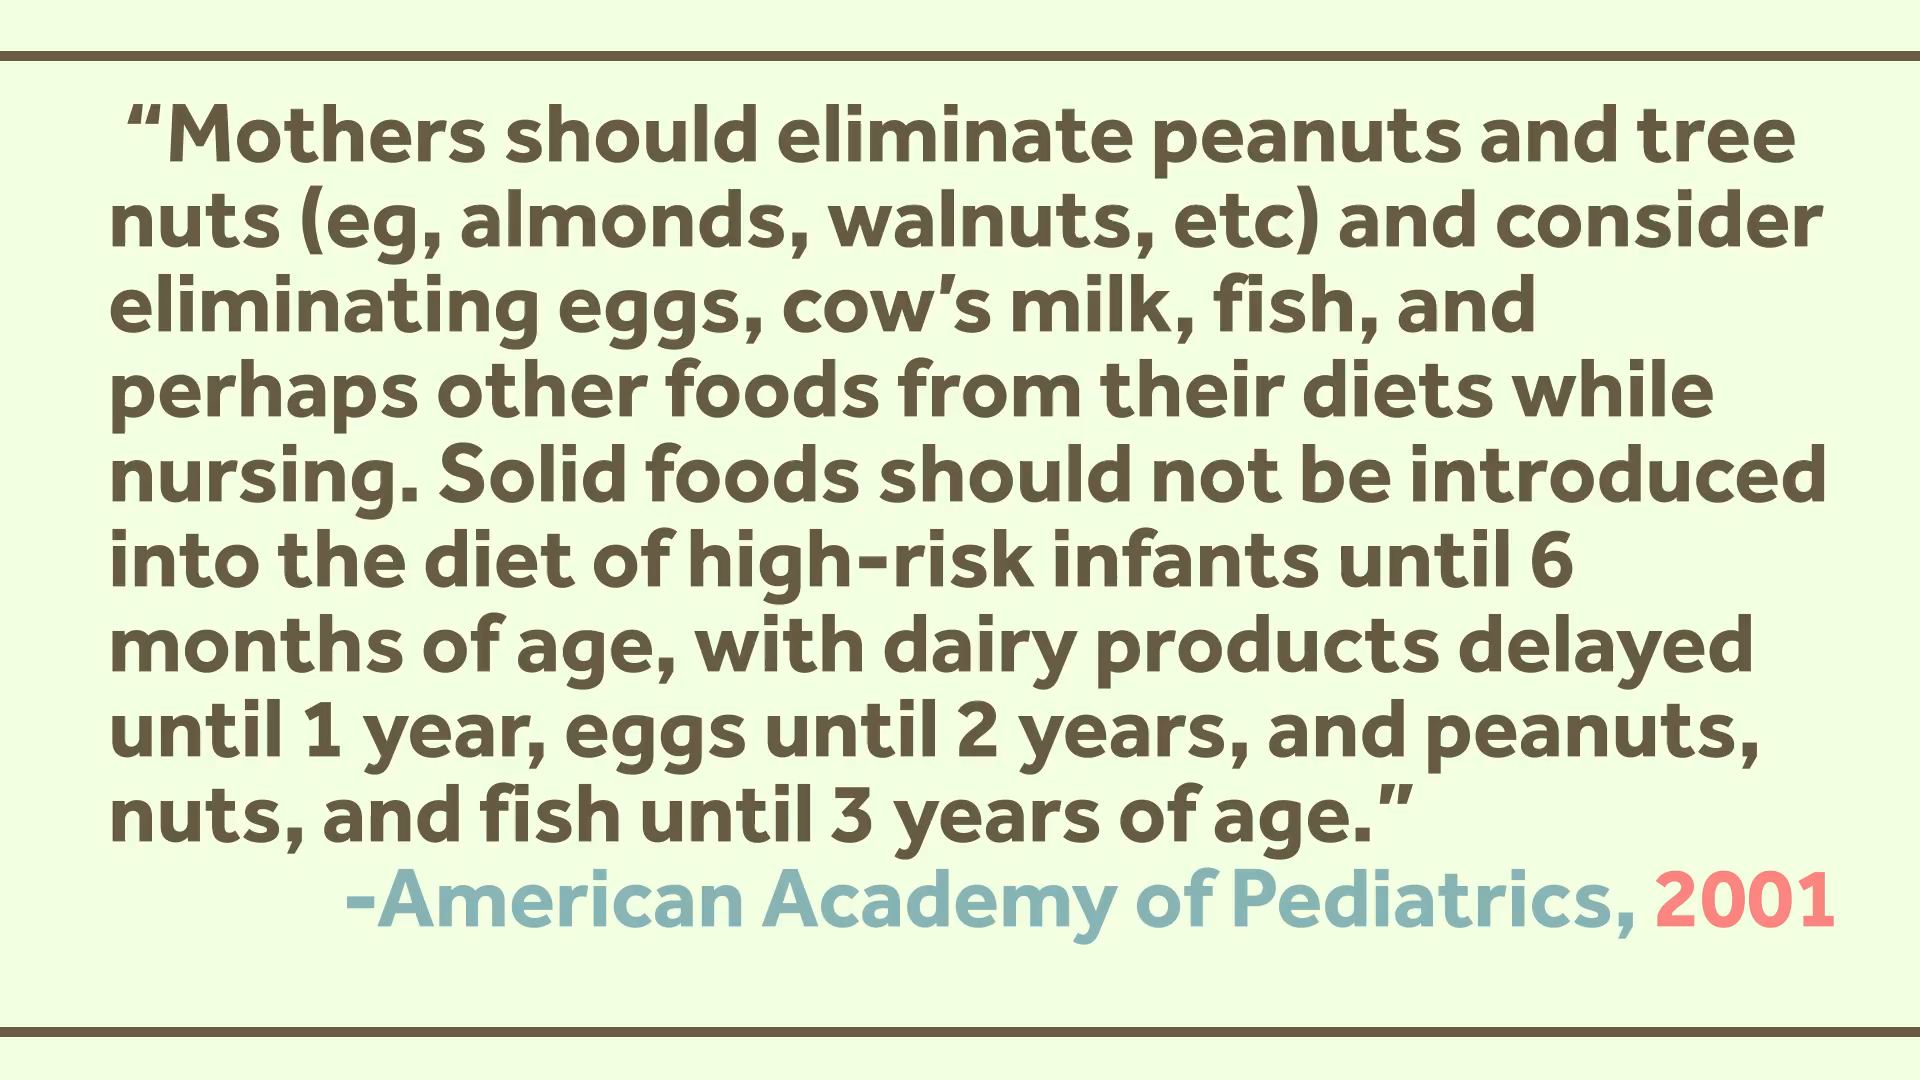 “Mothers should eliminate peanuts and tree
nuts (eg, almonds, walnuts, etc) and consider
eliminating eggs, cow’s milk, fish, and
perhaps other foods from their diets while
nursing. Solid foods should not be introduced
into the diet of high-risk infants until 6
months of age, with dairy products delayed
until 1 year, eggs until 2 years, and peanuts,
nuts, and fish until 3 years of age.”
-American Academy of Pediatrics, 2001